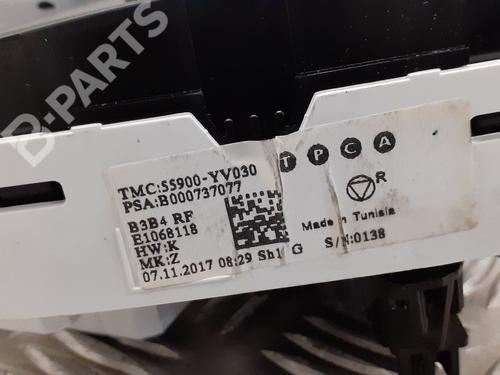 B-PARTS
TMC:55900-YV030
PSA:B000737077
B3B4 RF
E1068118
HW:K
MK:Z
07.11.2017 08:29 Sh1 G
T P C A
R
Made in Tunisia
S/N:0138